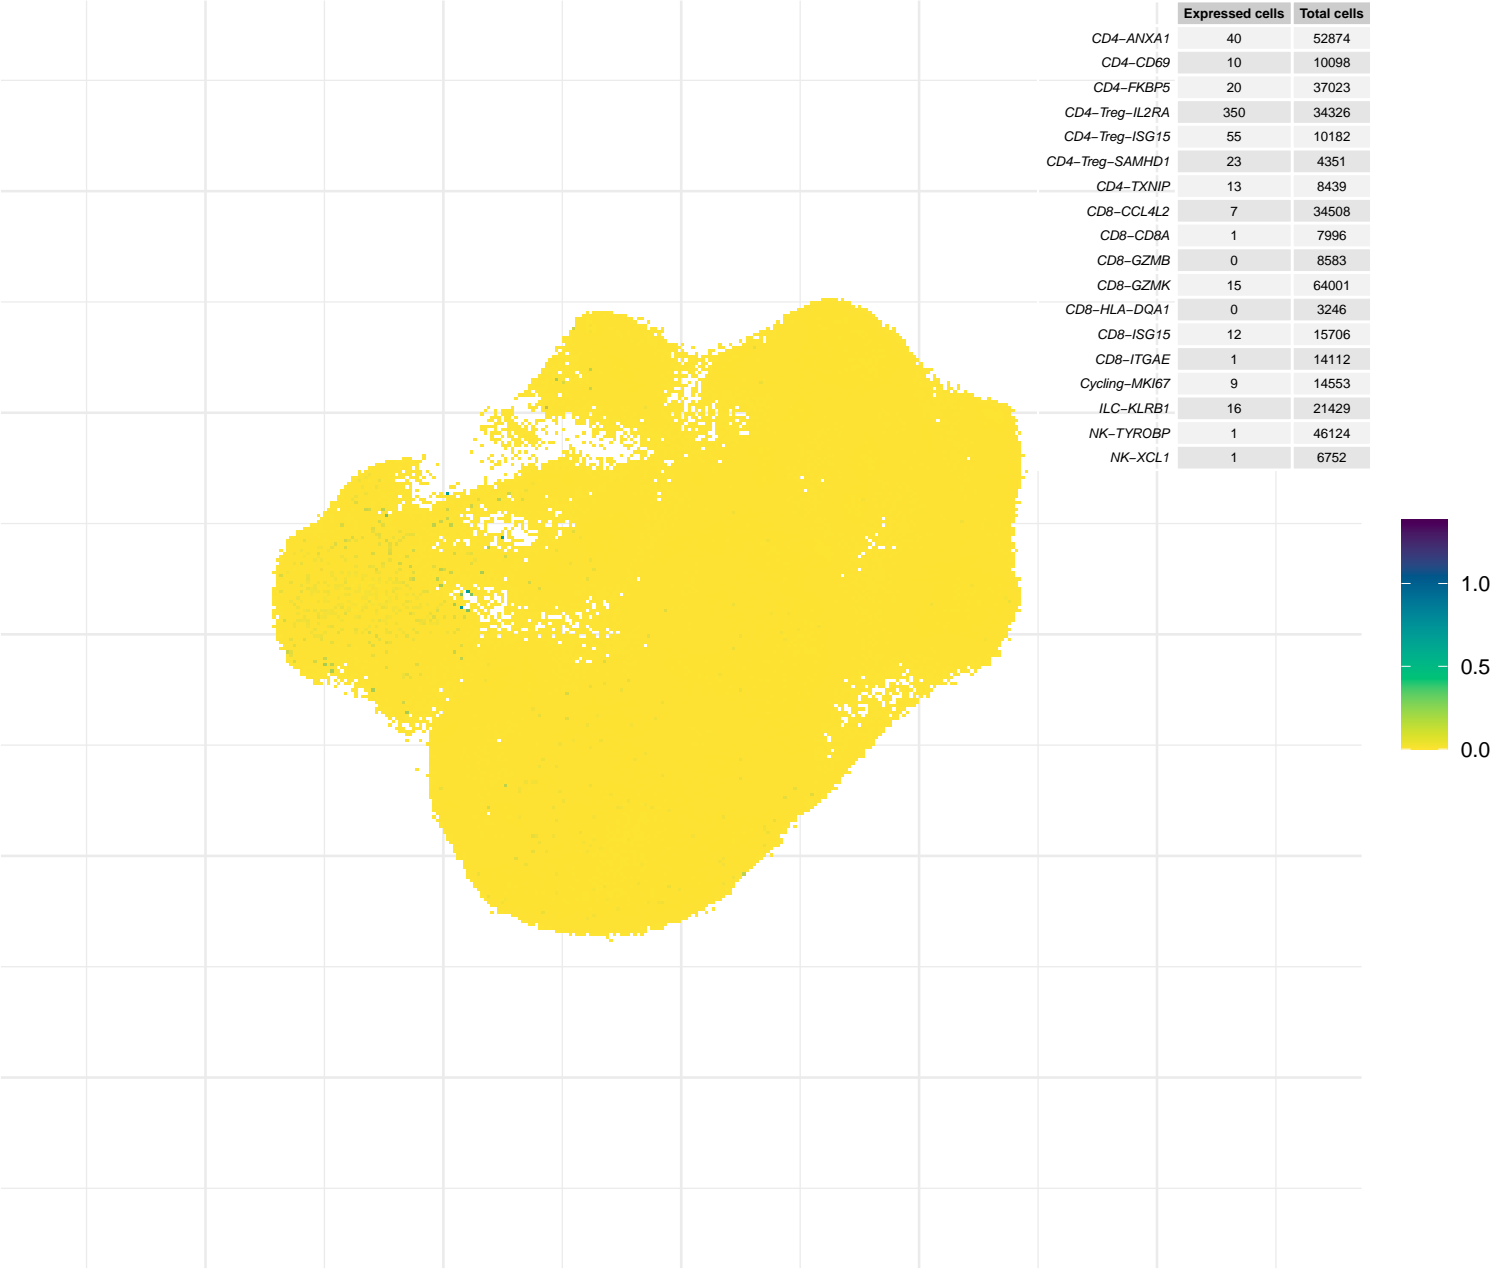 Expressed cells Total cells
CD4−ANXA1 40 52874
CD4−CD69 10 10098
CD4−FKBP5 20 37023
CD4−Treg−IL2RA 350 34326
CD4−Treg−ISG15 55 10182
CD4−Treg−SAMHD1 23 4351
CD4−TXNIP 13 8439
CD8−CCL4L2 7 34508
CD8−CD8A 1 7996
CD8−GZMB 0 8583
CD8−GZMK 15 64001
CD8−HLA−DQA1 0 3246
CD8−ISG15 12 15706
CD8−ITGAE 1 14112
Cycling−MKI67 9 14553
ILC−KLRB1 16 21429
NK−TYROBP 1 46124
NK−XCL1 1 6752
1.0
0.5
0.0